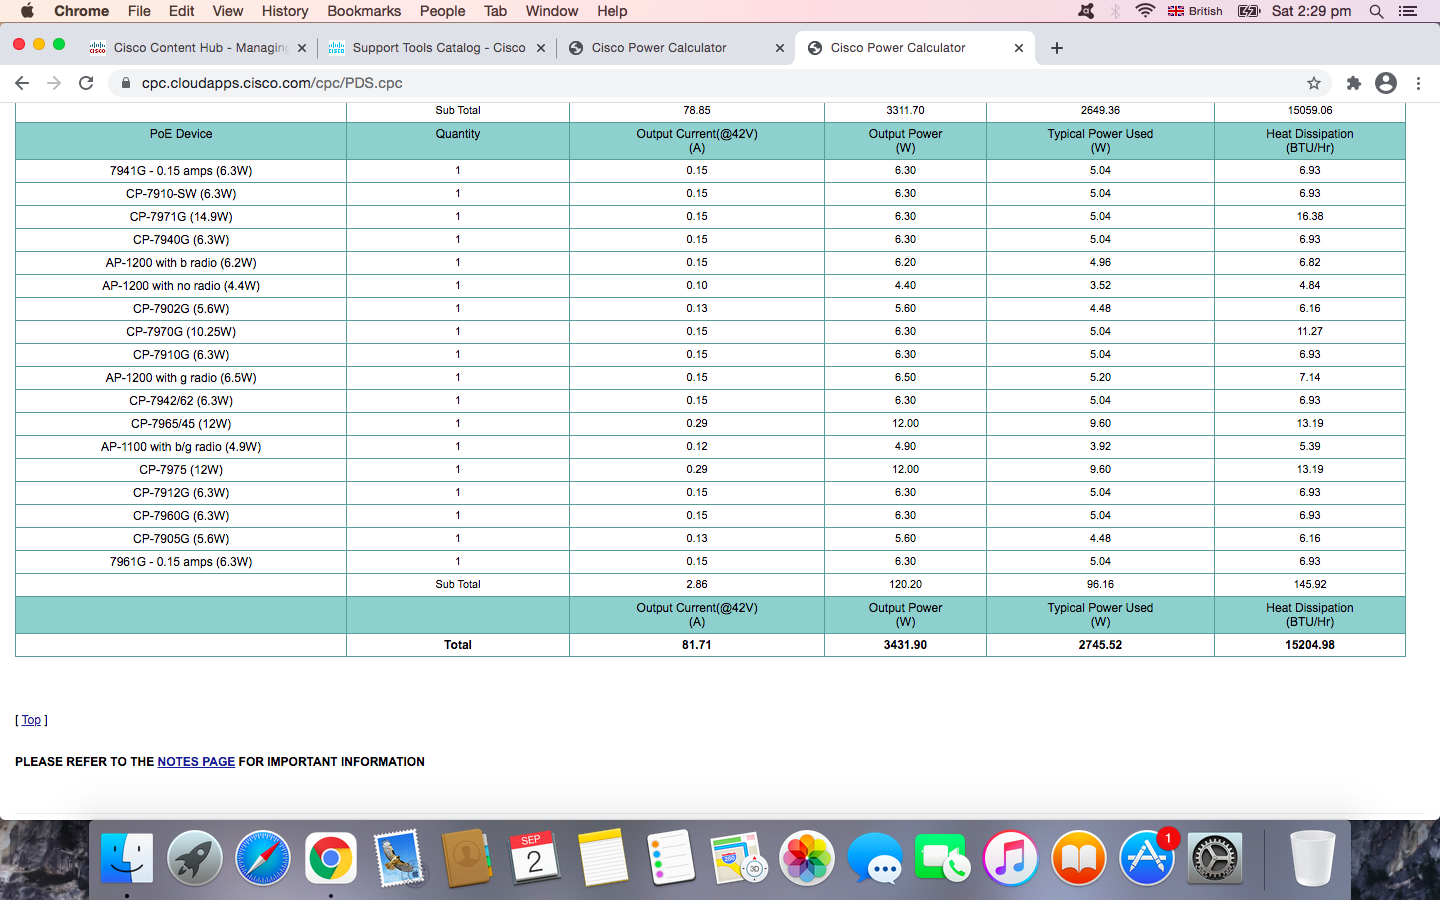 Chrome File Edit View History Bookmarks People Tab Window Help British Sat 2:29 pm
Cisco Content Hub - Managing Support Tools Catalog - Cisco Cisco Power Calculator Cisco Power Calculator
cpc.cloudapps.cisco.com/cpc/PDS.cpc
Sub Total 78.85 3311.70 2649.36 15059.06
PoE Device Quantity Output Current(@42V) Output Power Typical Power Used Heat Dissipation
(A) (W) (W) (BTU/Hr)
7941G - 0.15 amps (6.3W) 1 0.15 6.30 5.04 6.93
CP-7910-SW (6.3W) 1 0.15 6.30 5.04 6.93
CP-7971G (14.9W) 1 0.15 6.30 5.04 16.38
CP-7940G (6.3W) 1 0.15 6.30 5.04 6.93
AP-1200 with b radio (6.2W) 1 0.15 6.20 4.96 6.82
AP-1200 with no radio (4.4W) 1 0.10 4.40 3.52 4.84
CP-7902G (5.6W) 1 0.13 5.60 4.48 6.16
CP-7970G (10.25W) 1 0.15 6.30 5.04 11.27
CP-7910G (6.3W) 1 0.15 6.30 5.04 6.93
AP-1200 with g radio (6.5W) 1 0.15 6.50 5.20 7.14
CP-7942/62 (6.3W) 1 0.15 6.30 5.04 6.93
CP-7965/45 (12W) 1 0.29 12.00 9.60 13.19
AP-1100 with b/g radio (4.9W) 1 0.12 4.90 3.92 5.39
CP-7975 (12W) 1 0.29 12.00 9.60 13.19
CP-7912G (6.3W) 1 0.15 6.30 5.04 6.93
CP-7960G (6.3W) 1 0.15 6.30 5.04 6.93
CP-7905G (5.6W) 1 0.13 5.60 4.48 6.16
7961G - 0.15 amps (6.3W) 1 0.15 6.30 5.04 6.93
Sub Total 2.86 120.20 96.16 145.92
Output Current(@42V) Output Power Typical Power Used Heat Dissipation
(A) (W) (W) (BTU/Hr)
Total 81.71 3431.90 2745.52 15204.98
[ Top ]
PLEASE REFER TO THE NOTES PAGE FOR IMPORTANT INFORMATION
SEP
2
280
3D
1